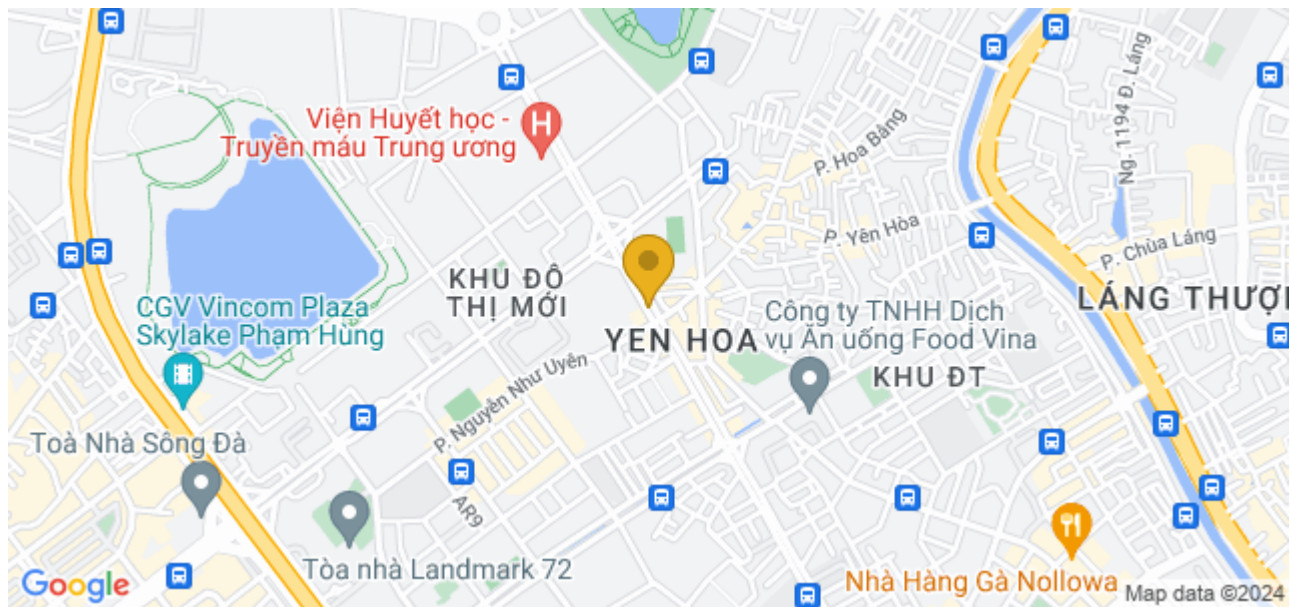 Viện Huyết học -
Truyền máu Trung ương
H
P. Hoa Bằng
Ng. 1194 Đ. Láng
P. Yên Hòa
P. Chùa Láng
KHU ĐÔ
THỊ MỚI
LÁNG THƯỢN
CGV Vincom Plaza
Skylake Phạm Hùng
YEN HOA
Công ty TNHH Dịch
vụ Ăn uống Food Vina
KHU ĐT
P. Nguyễn Như Uyên
Toà Nhà Sông Đà
AR9
Tòa nhà Landmark 72
Nhà Hàng Gà Nollowa
Google
Map data ©2024